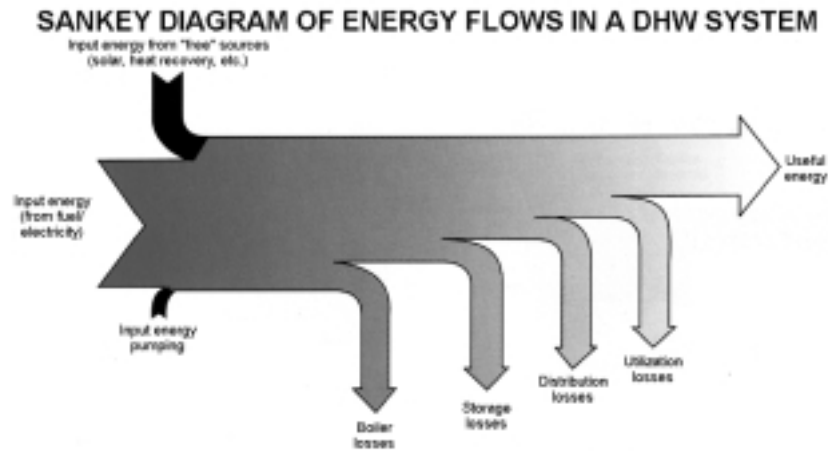 SANKEY DIAGRAM OF ENERGY FLOWS IN A DHW SYSTEM
Input energy from "free" sources
(solar, heat recovery, etc.)
Input energy
(from fuel/
electricity)
Useful
energy
Input energy
pumping
Boiler
losses
Storage
losses
Distribution
losses
Utilization
losses